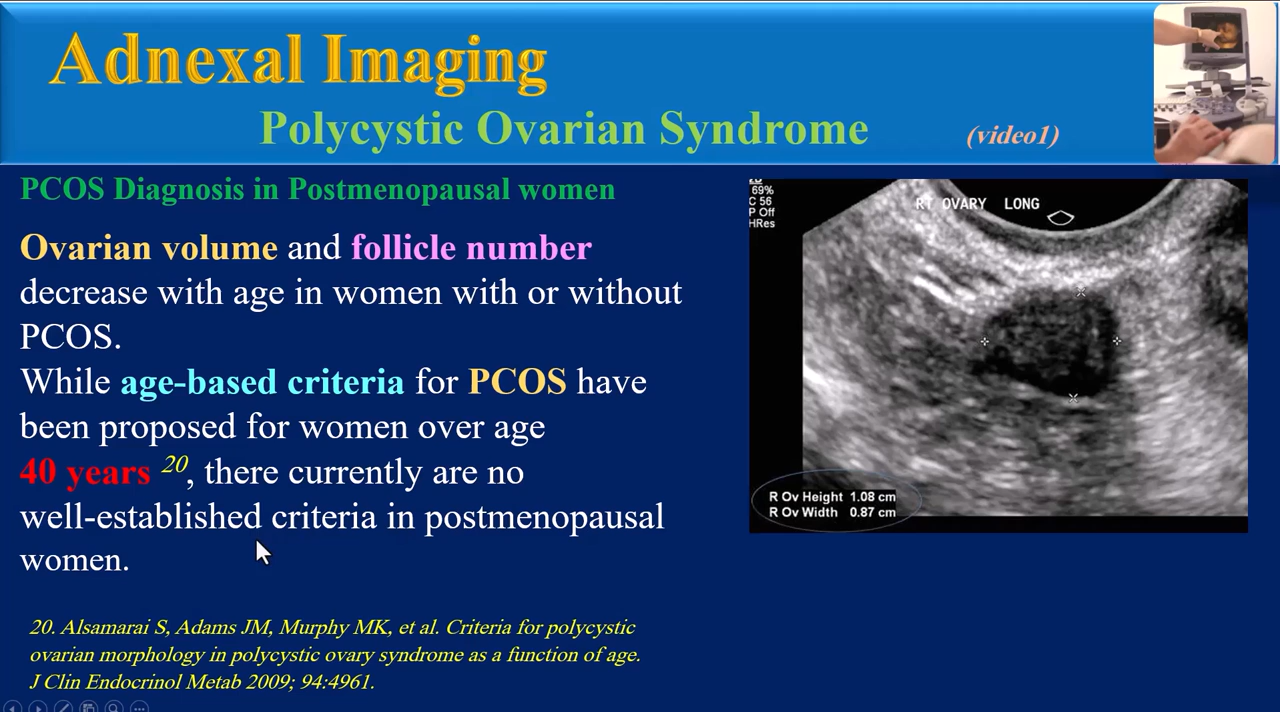 Adnexal Imaging
Polycystic Ovarian Syndrome (video1)
PCOS Diagnosis in Postmenopausal women
Ovarian volume and follicle number
decrease with age in women with or without
PCOS.
While age-based criteria for PCOS have
been proposed for women over age
40 years 20, there currently are no
well-established criteria in postmenopausal
women.
20. Alsamarai S, Adams JM, Murphy MK, et al. Criteria for polycystic
ovarian morphology in polycystic ovary syndrome as a function of age.
J Clin Endocrinol Metab 2009; 94:4961.
69%
C 56
P Off
HRes
RT OVARY LONG
R Ov Height 1.08 cm
R Ov Width 0.87 cm